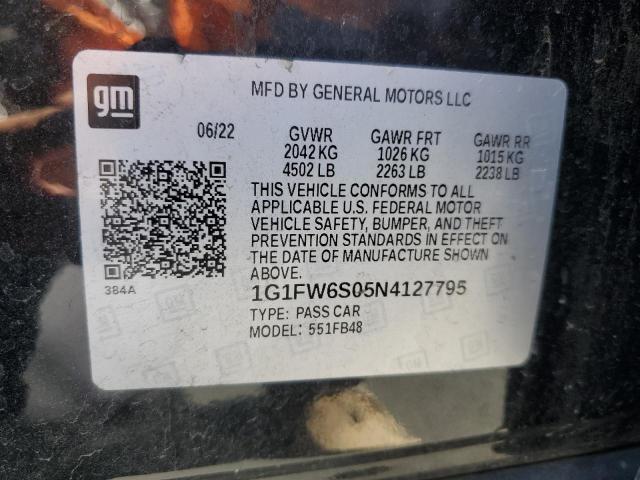 gm
MFD BY GENERAL MOTORS LLC
06/22 GVWR GAWR FRT GAWR RR
2042 KG 1026 KG 1015 KG
4502 LB 2263 LB 2238 LB
THIS VEHICLE CONFORMS TO ALL
APPLICABLE U.S. FEDERAL MOTOR
VEHICLE SAFETY, BUMPER, AND THEFT
PREVENTION STANDARDS IN EFFECT ON
THE DATE OF MANUFACTURE SHOWN
ABOVE.
384A
1G1FW6S05N4127795
TYPE: PASS CAR
MODEL: 551FB48